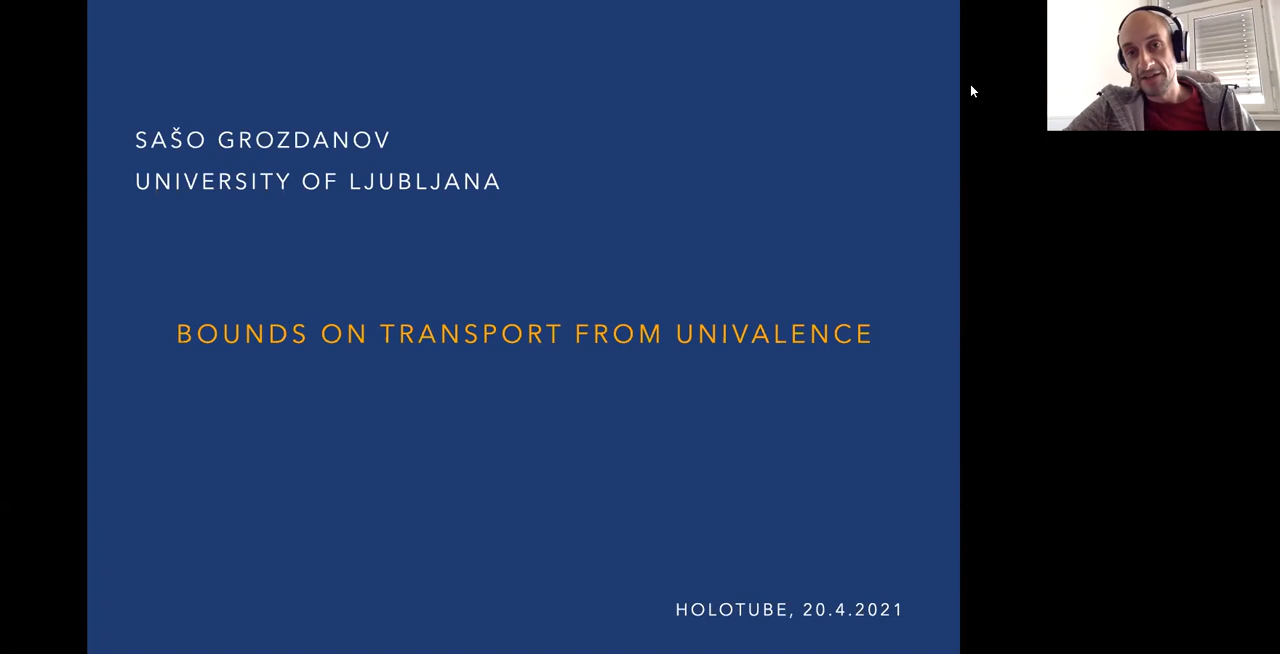 SAŠO GROZDANOV
UNIVERSITY OF LJUBLJANA
BOUNDS ON TRANSPORT FROM UNIVALENCE
HOLOTUBE, 20.4.2021